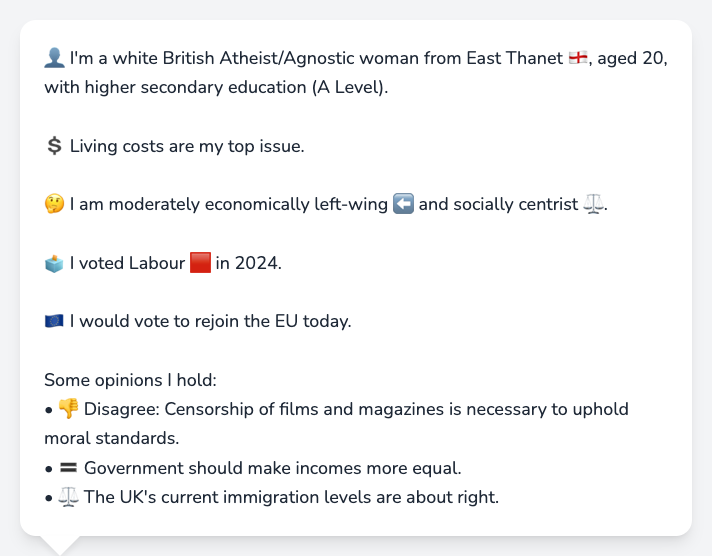 👤 I'm a white British Atheist/Agnostic woman from East Thanet 🏴󠁧󠁢󠁥󠁮󠁧󠁿, aged 20,
with higher secondary education (A Level).
💲 Living costs are my top issue.
🤔 I am moderately economically left-wing ⬅️ and socially centrist ⚖️.
🗳️ I voted Labour 🟥 in 2024.
🇪🇺 I would vote to rejoin the EU today.
Some opinions I hold:
• 👎 Disagree: Censorship of films and magazines is necessary to uphold
moral standards.
• 🟰 Government should make incomes more equal.
• ⚖️ The UK's current immigration levels are about right.